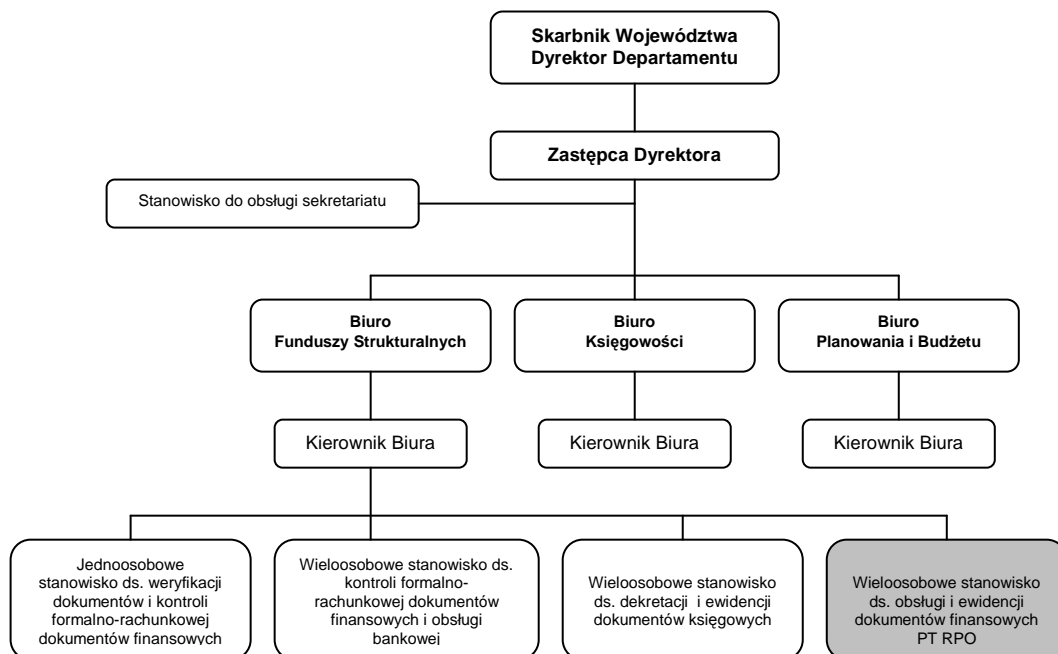 Skarbnik Województwa
Dyrektor Departamentu
Zastępca Dyrektora
Stanowisko do obsługi sekretariatu
Biuro
Funduszy Strukturalnych
Biuro
Księgowości
Biuro
Planowania i Budżetu
Kierownik Biura
Kierownik Biura
Kierownik Biura
Jednoosobowe
stanowisko ds. weryfikacji
dokumentów i kontroli
formalno-rachunkowej
dokumentów finansowych
Wieloosobowe stanowisko ds.
kontroli formalno-
rachunkowej dokumentów
finansowych i obsługi
bankowej
Wieloosobowe stanowisko
ds. dekretacji i ewidencji
dokumentów księgowych
Wieloosobowe stanowisko
ds. obsługi i ewidencji
dokumentów finansowych
PT RPO